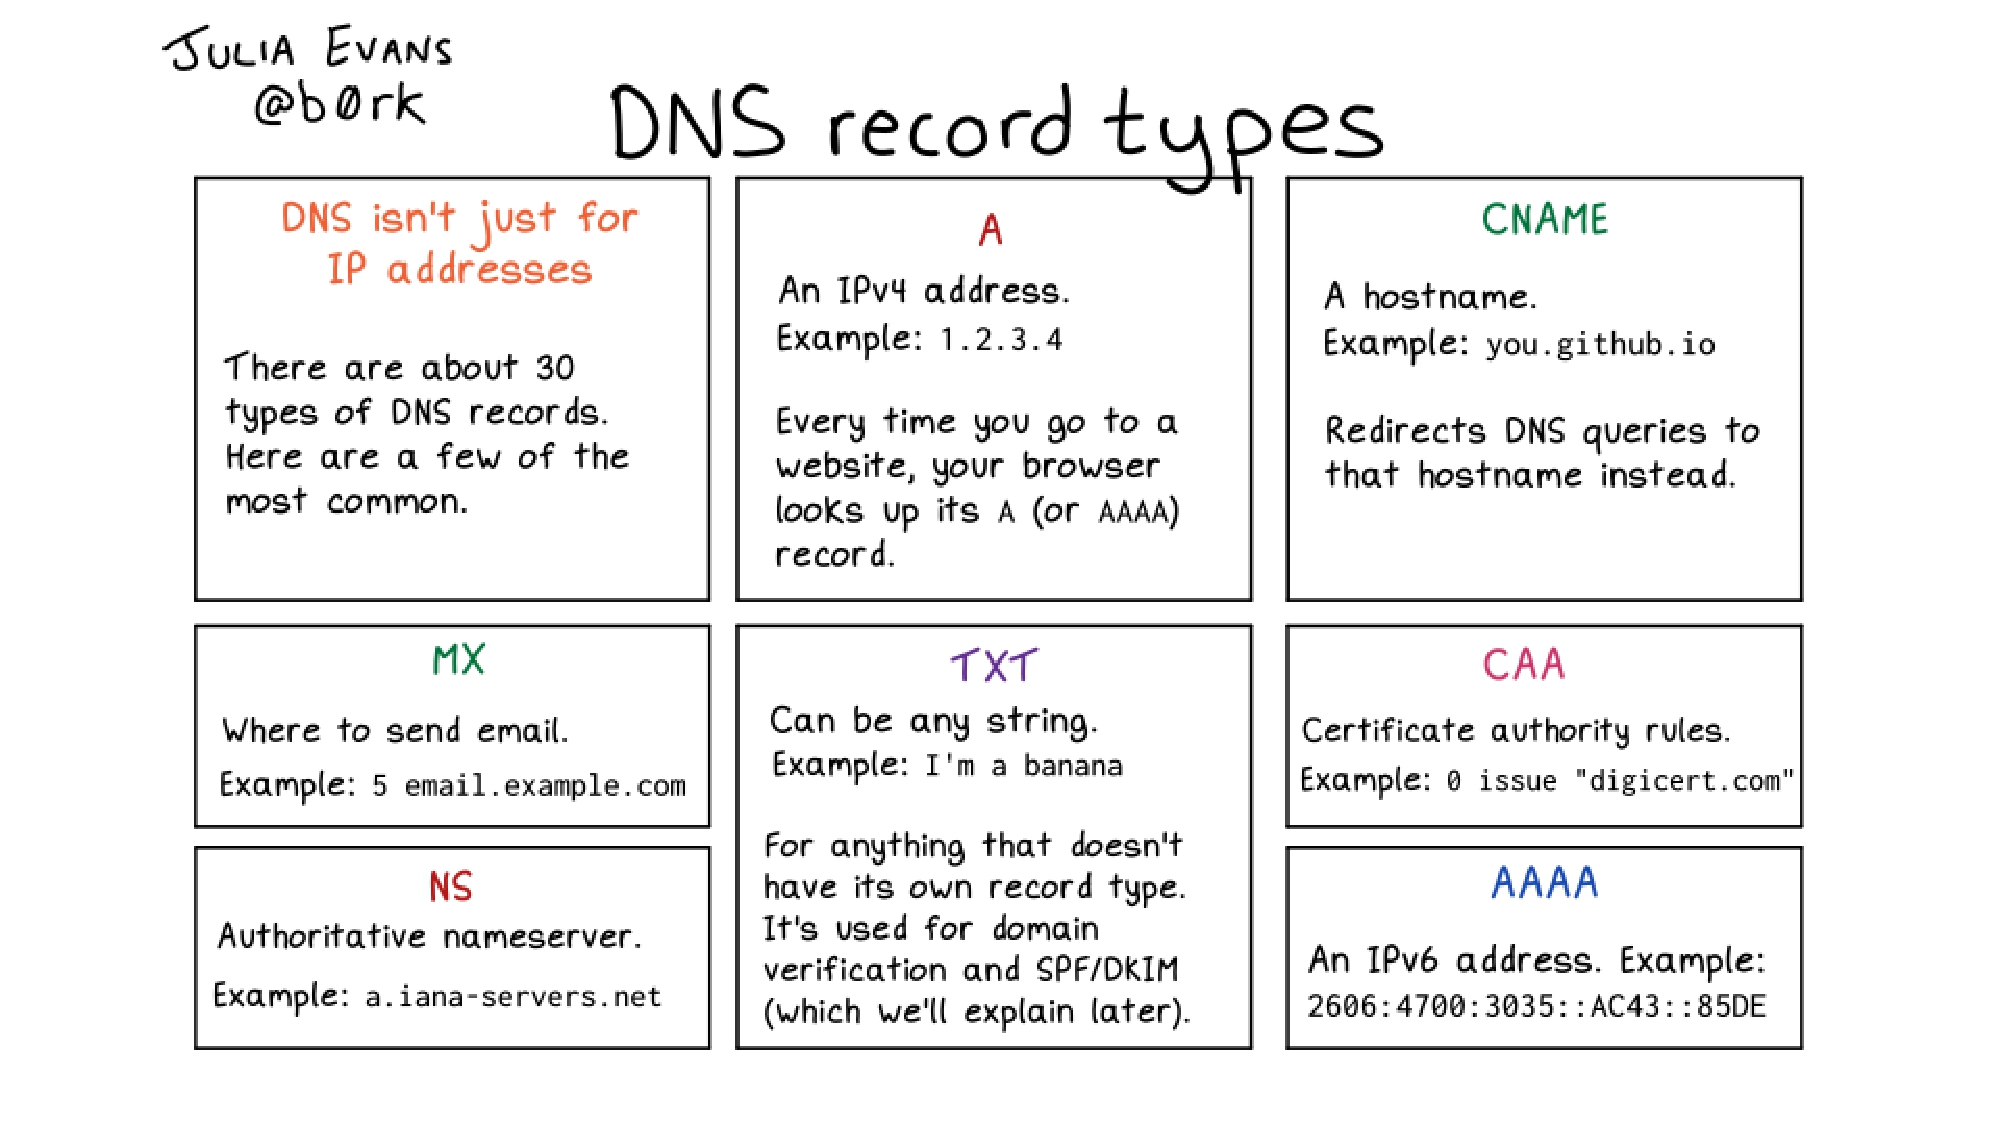 JULIA EVANS
@b0rk
DNS record types
DNS isn't just for
IP addresses
There are about 30
types of DNS records.
Here are a few of the
most common.
A
An IPv4 address.
Example: 1.2.3.4
Every time you go to a
website, your browser
looks up its A (or AAAA)
record.
CNAME
A hostname.
Example: you.github.io
Redirects DNS queries to
that hostname instead.
MX
Where to send email.
Example: 5 email.example.com
NS
Authoritative nameserver.
Example: a.iana-servers.net
TXT
Can be any string.
Example: I'm a banana
For anything that doesn't
have its own record type.
It's used for domain
verification and SPF/DKIM
(which we'll explain later).
CAA
Certificate authority rules.
Example: 0 issue "digicert.com"
AAAA
An IPv6 address. Example:
2606:4700:3035::AC43::85DE